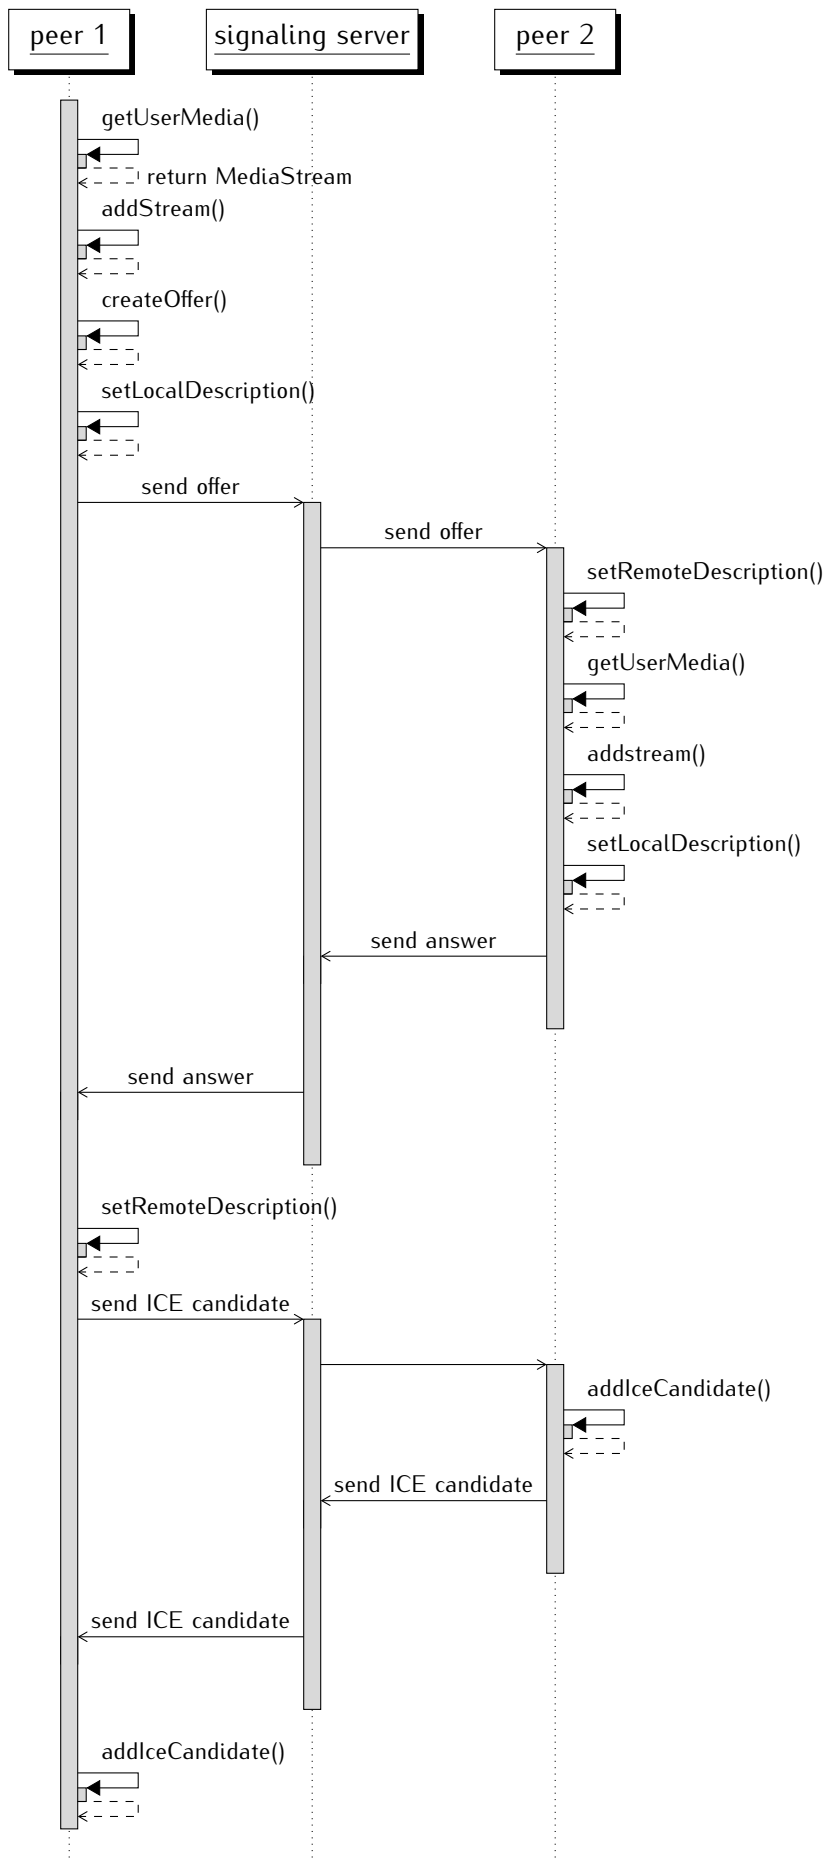 peer 1
signaling server
peer 2
getUserMedia()
return MediaStream
addStream()
createOffer()
setLocalDescription()
send offer
send offer
setRemoteDescription()
getUserMedia()
addstream()
setLocalDescription()
send answer
send answer
setRemoteDescription()
send ICE candidate
addIceCandidate()
send ICE candidate
send ICE candidate
addIceCandidate()